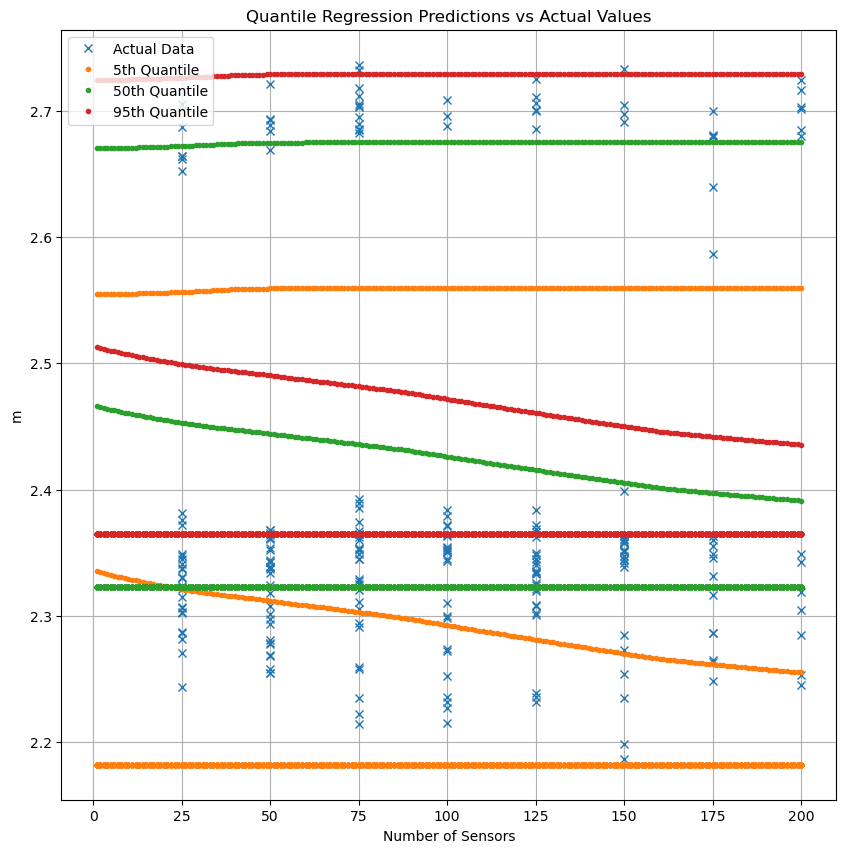 Quantile Regression Predictions vs Actual Values
Actual Data
5th Quantile
50th Quantile
95th Quantile
2.7
2.6
2.5
2.4
2.3
2.2
m
0 25 50 75 100 125 150 175 200
Number of Sensors